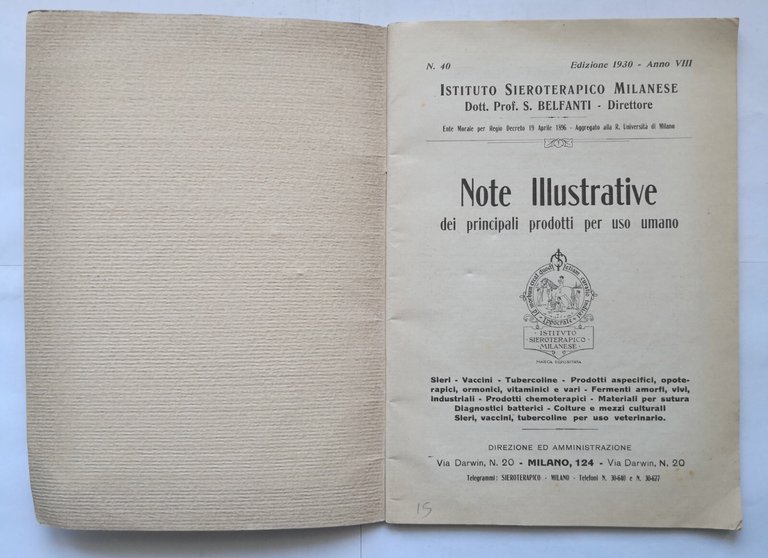 N. 40 Edizione 1930 - Anno VIII
ISTITUTO SIEROTERAPICO MILANESE
Dott. Prof. S. BELFANTI - Direttore
Ente Morale per Regio Decreto 19 Aprile 1896 - Aggregato alla R. Università di Milano
Note Illustrative
dei principali prodotti per uso umano
Ippocrate
ISTITVTO
SIEROTERAPICO
MILANESE
MARCA DEPOSITATA
Sieri - Vaccini - Tubercoline - Prodotti aspecifici, opote-
rapici, ormonici, vitaminici e vari - Fermenti amorfi, vivi,
industriali - Prodotti chemoterapici - Materiali per sutura
Diagnostici batterici - Colture e mezzi culturali
Sieri, vaccini, tubercoline per uso veterinario.
DIREZIONE ED AMMINISTRAZIONE
Via Darwin, N. 20 - MILANO, 124 - Via Darwin, N. 20
Telegrammi: SIEROTERAPICO - MILANO - Telefoni N. 30-640 e N. 30-677
15